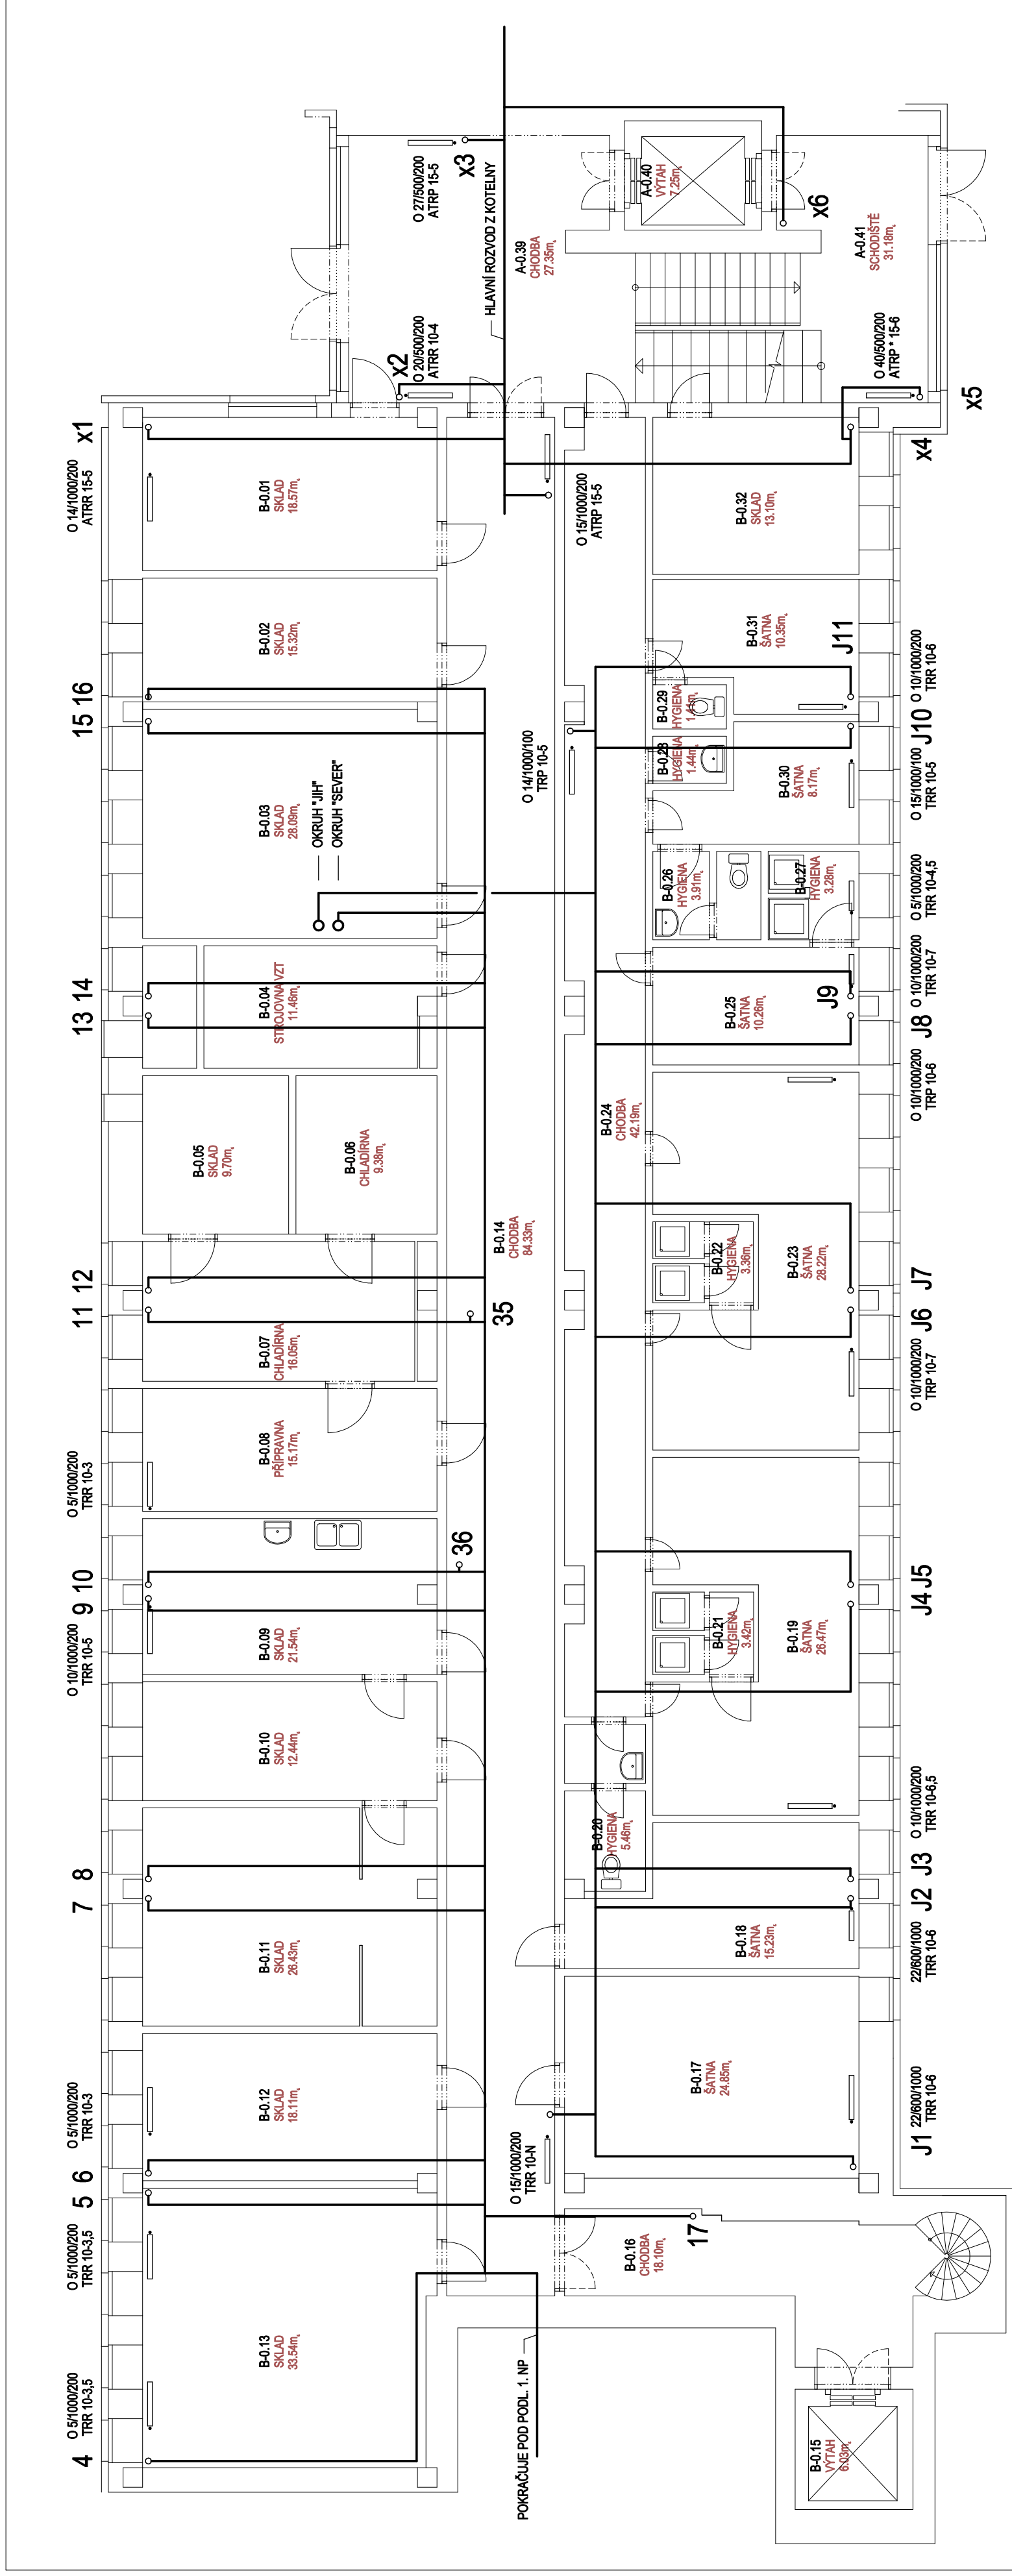 x1
O 14/1000/200
ATRR 15-5
15 16
13 14
11 12
O 5/1000/200
TRR 10-3
9 10
O 10/1000/200
TRR 10-5
7 8
O 5/1000/200
TRR 10-3
5 6
O 5/1000/200
TRR 10-3,5
4
O 5/1000/200
TRR 10-3,5
B-0.01
SKLAD
18.57m
B-0.02
SKLAD
15.32m
B-0.03
SKLAD
28.09m
B-0.04
STROJOVNA VZT
11.46m
B-0.05
SKLAD
9.70m
B-0.06
CHLADÍRNA
9.38m
B-0.07
CHLADÍRNA
16.05m
B-0.08
PŘÍPRAVNA
15.17m
B-0.09
SKLAD
21.54m
B-0.10
SKLAD
12.44m
B-0.11
SKLAD
26.43m
B-0.12
SKLAD
18.11m
B-0.13
SKLAD
33.54m
OKRUH "JIH"
OKRUH "SEVER"
35
36
B-0.14
CHODBA
84.33m
x2
O 20/500/200
ATRR 10-4
x3
O 27/500/200
ATRP 15-5
HLAVNÍ ROZVOD Z KOTELNY
A-0.39
CHODBA
27.35m
A-0.40
VÝTAH
7.25m
x6
A-0.41
SCHODIŠTĚ
31.18m
O 40/500/200
ATRP * 15-6
x5
x4
O 15/1000/200
ATRP 15-5
O 14/1000/100
TRP 10-5
O 15/1000/200
TRR 10-N
POKRAČUJE POD PODL. 1. NP
B-0.15
VÝTAH
6.03m
B-0.16
CHODBA
18.10m
17
B-0.17
ŠATNA
24.85m
B-0.18
ŠATNA
15.23m
B-0.19
ŠATNA
26.47m
B-0.20
HYGIENA
5.46m
B-0.21
HYGIENA
3.42m
B-0.22
HYGIENA
3.36m
B-0.23
ŠATNA
28.22m
B-0.24
CHODBA
42.19m
B-0.25
ŠATNA
10.26m
B-0.26
HYGIENA
3.91m
B-0.27
HYGIENA
3.28m
B-0.28
HYGIENA
1.44m
B-0.29
HYGIENA
1.41m
B-0.30
ŠATNA
8.17m
B-0.31
ŠATNA
10.35m
B-0.32
SKLAD
13.10m
J1
22/600/1000
TRR 10-6
J2 J3
22/600/1000
TRR 10-6
O 10/1000/200
TRR 10-6,5
J4 J5
J6 J7
O 10/1000/200
TRP 10-7
J8
O 10/1000/200
TRP 10-6
J9
O 10/1000/200
TRR 10-7
O 5/1000/200
TRR 10-4,5
J10
O 15/1000/100
TRR 10-5
J11
O 10/1000/200
TRR 10-6